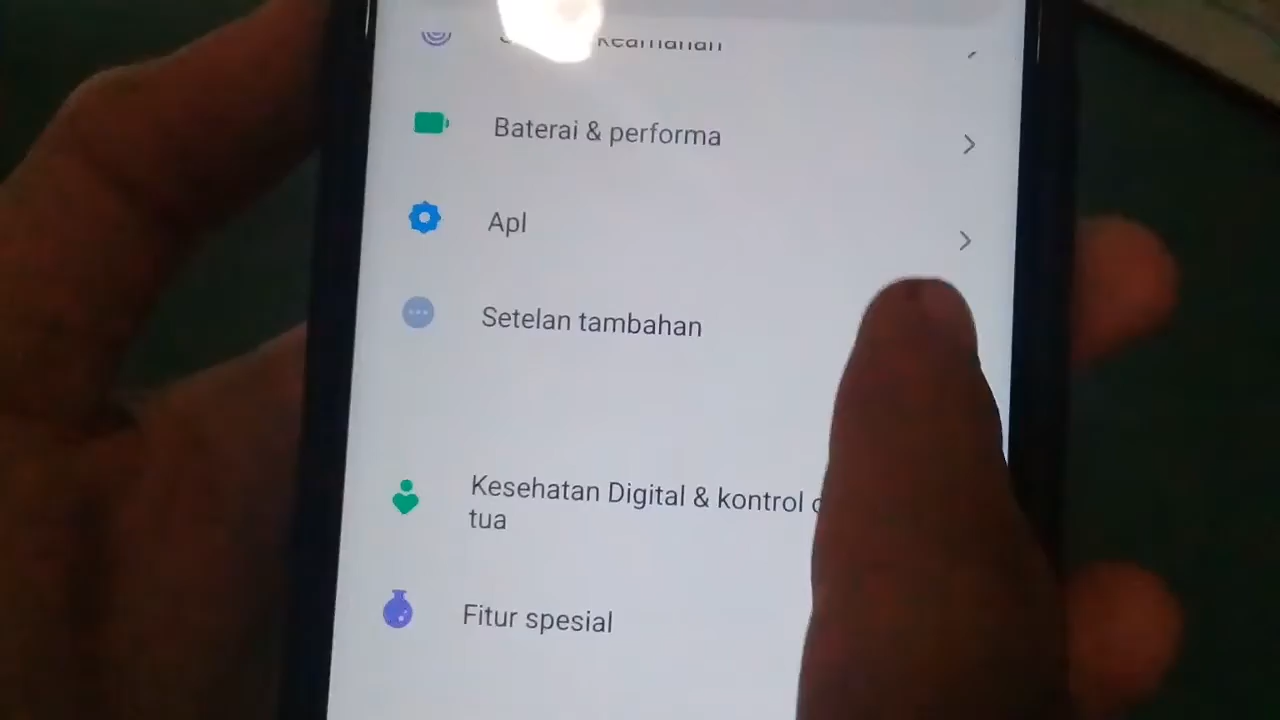 Baterai & performa
Apl
Setelan tambahan
Kesehatan Digital & kontrol
tua
Fitur spesial